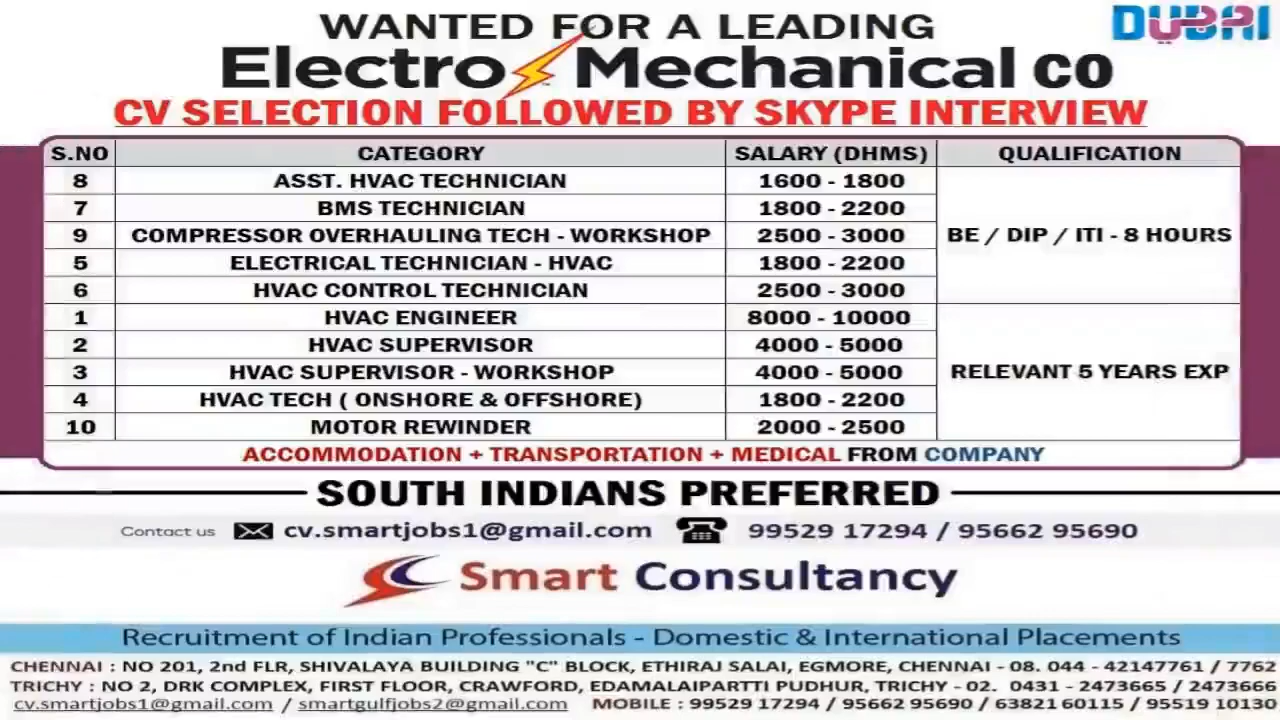 WANTED FOR A LEADING
DUBAI
Electro Mechanical CO
CV SELECTION FOLLOWED BY SKYPE INTERVIEW
S.NO CATEGORY SALARY (DHMS) QUALIFICATION
8 ASST. HVAC TECHNICIAN 1600 - 1800
7 BMS TECHNICIAN 1800 - 2200
9 COMPRESSOR OVERHAULING TECH - WORKSHOP 2500 - 3000 BE / DIP / ITI - 8 HOURS
5 ELECTRICAL TECHNICIAN - HVAC 1800 - 2200
6 HVAC CONTROL TECHNICIAN 2500 - 3000
1 HVAC ENGINEER 8000 - 10000
2 HVAC SUPERVISOR 4000 - 5000
3 HVAC SUPERVISOR - WORKSHOP 4000 - 5000 RELEVANT 5 YEARS EXP
4 HVAC TECH ( ONSHORE & OFFSHORE) 1800 - 2200
10 MOTOR REWINDER 2000 - 2500
ACCOMMODATION + TRANSPORTATION + MEDICAL FROM COMPANY
SOUTH INDIANS PREFERRED
Contact us cv.smartjobs1@gmail.com 99529 17294 / 95662 95690
Smart Consultancy
Recruitment of Indian Professionals - Domestic & International Placements
CHENNAI : NO 201, 2nd FLR, SHIVALAYA BUILDING "C" BLOCK, ETHIRAJ SALAI, EGMORE, CHENNAI - 08. 044 - 42147761 / 7762
TRICHY : NO 2, DRK COMPLEX, FIRST FLOOR, CRAWFORD, EDAMALAIPARTTI PUDHUR, TRICHY - 02. 0431 - 2473665 / 2473666
cv.smartjobs1@gmail.com / smartgulfjobs2@gmail.com MOBILE : 99529 17294 / 95662 95690 / 63821 60115 / 95519 10130